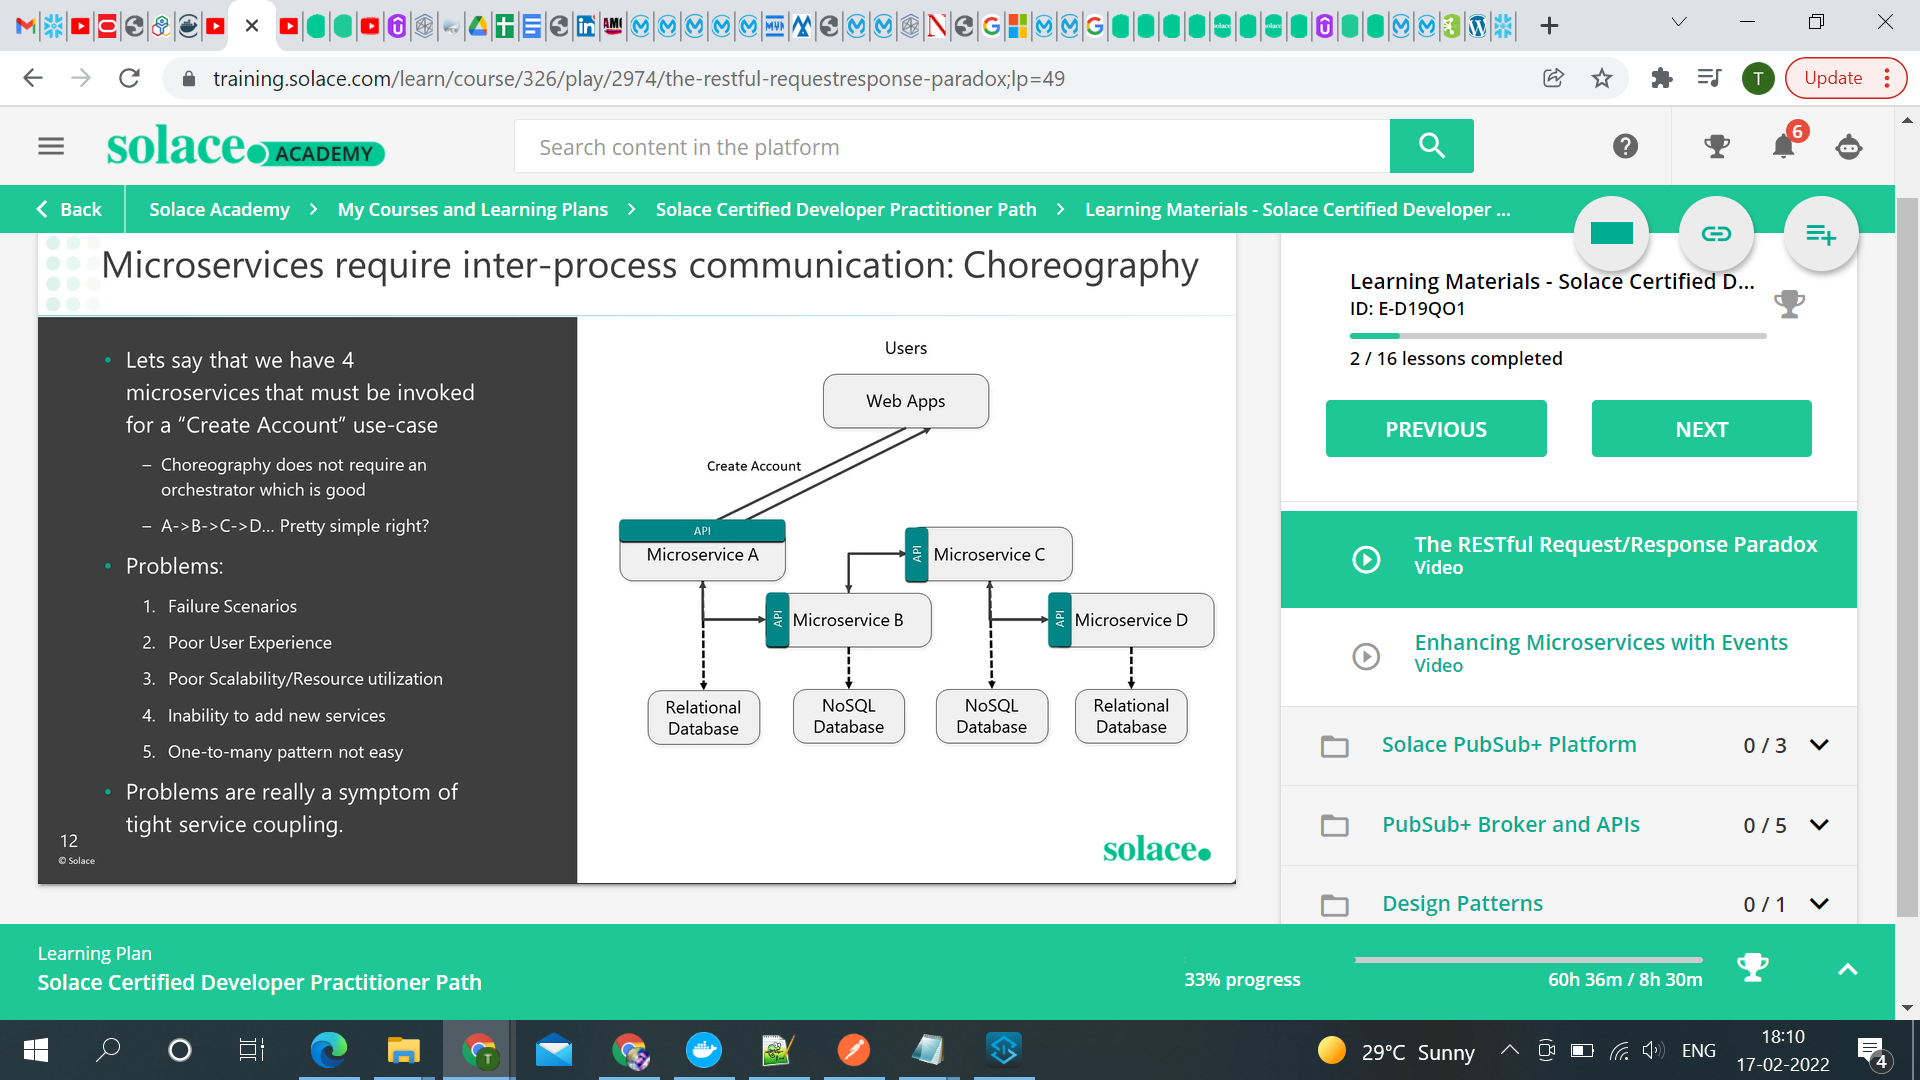 training.solace.com/learn/course/326/play/2974/the-restful-requestresponse-paradox;lp=49
T
Update
solace. ACADEMY
Search content in the platform
6
Back
Solace Academy > My Courses and Learning Plans > Solace Certified Developer Practitioner Path > Learning Materials - Solace Certified Developer ...
Microservices require inter-process communication: Choreography
• Lets say that we have 4
microservices that must be invoked
for a “Create Account” use-case
– Choreography does not require an
orchestrator which is good
– A->B->C->D... Pretty simple right?
• Problems:
1. Failure Scenarios
2. Poor User Experience
3. Poor Scalability/Resource utilization
4. Inability to add new services
5. One-to-many pattern not easy
• Problems are really a symptom of
tight service coupling.
12
© Solace
Users
Web Apps
Create Account
API
Microservice A
API
Microservice C
API
Microservice B
API
Microservice D
Relational
Database
NoSQL
Database
NoSQL
Database
Relational
Database
solace.
Learning Materials - Solace Certified D...
ID: E-D19QO1
2 / 16 lessons completed
PREVIOUS
NEXT
The RESTful Request/Response Paradox
Video
Enhancing Microservices with Events
Video
Solace PubSub+ Platform 0 / 3
PubSub+ Broker and APIs 0 / 5
Design Patterns 0 / 1
Learning Plan
Solace Certified Developer Practitioner Path
33% progress
60h 36m / 8h 30m
29°C Sunny
ENG
18:10
17-02-2022
4